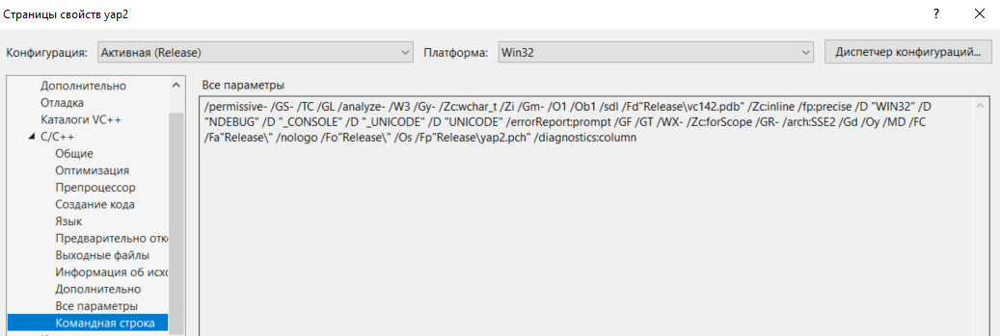 Страницы свойств yap2
?
Конфигурация: Активная (Release) Платформа: Win32 Диспетчер конфигураций...
Дополнительно
Отладка
Каталоги VC++
C/C++
Общие
Оптимизация
Препроцессор
Создание кода
Язык
Предварительно отк
Выходные файлы
Информация об исхо
Дополнительно
Все параметры
Командная строка
Все параметры
/permissive- /GS- /TC /GL /analyze- /W3 /Gy- /Zc:wchar_t /Zi /Gm- /O1 /Ob1 /sdl /Fd"Release\vc142.pdb" /Zc:inline /fp:precise /D "WIN32" /D
"NDEBUG" /D "_CONSOLE" /D "_UNICODE" /D "UNICODE" /errorReport:prompt /GF /GT /WX- /Zc:forScope /GR- /arch:SSE2 /Gd /Oy /MD /FC
/Fa"Release\" /nologo /Fo"Release\" /Os /Fp"Release\yap2.pch" /diagnostics:column